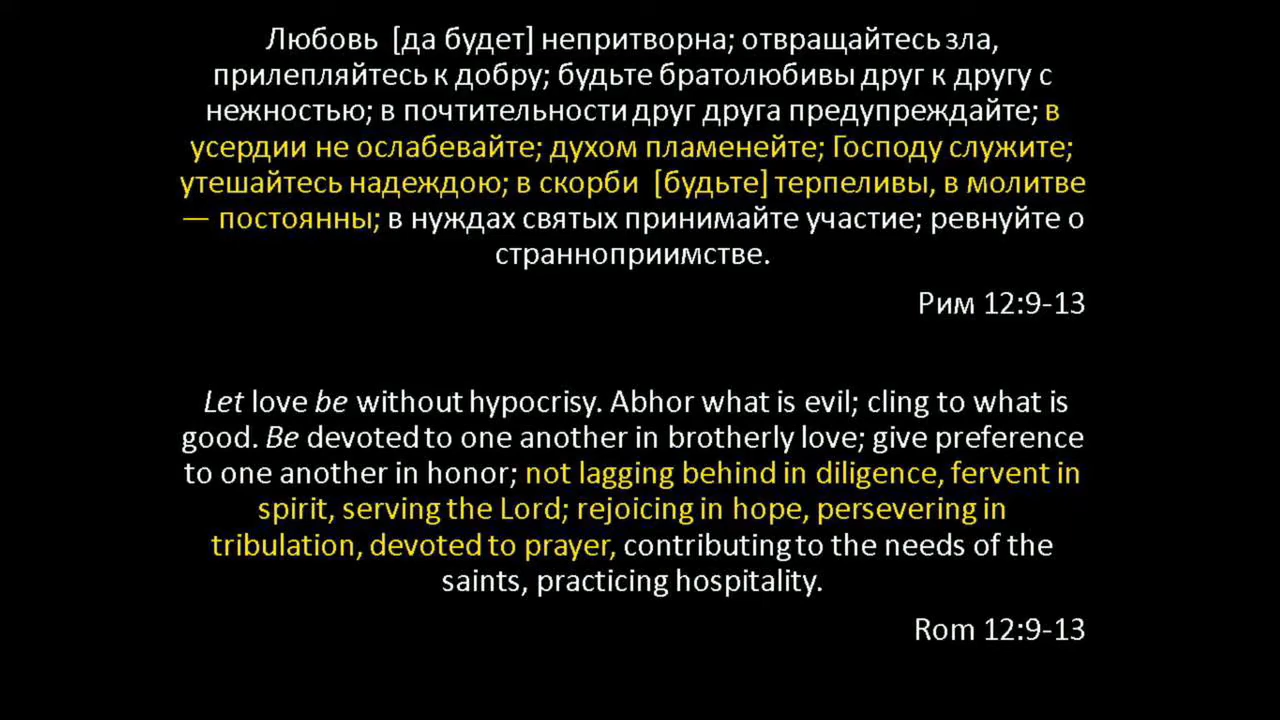 Любовь [да будет] непритворна; отвращайтесь зла,
прилепляйтесь к добру; будьте братолюбивы друг к другу с
нежностью; в почтительности друг друга предупреждайте; в
усердии не ослабевайте; духом пламенейте; Господу служите;
утешайтесь надеждою; в скорби [будьте] терпеливы, в молитве
— постоянны; в нуждах святых принимайте участие; ревнуйте о
странноприимстве.
Рим 12:9-13
Let love be without hypocrisy. Abhor what is evil; cling to what is
good. Be devoted to one another in brotherly love; give preference
to one another in honor; not lagging behind in diligence, fervent in
spirit, serving the Lord; rejoicing in hope, persevering in
tribulation, devoted to prayer, contributing to the needs of the
saints, practicing hospitality.
Rom 12:9-13